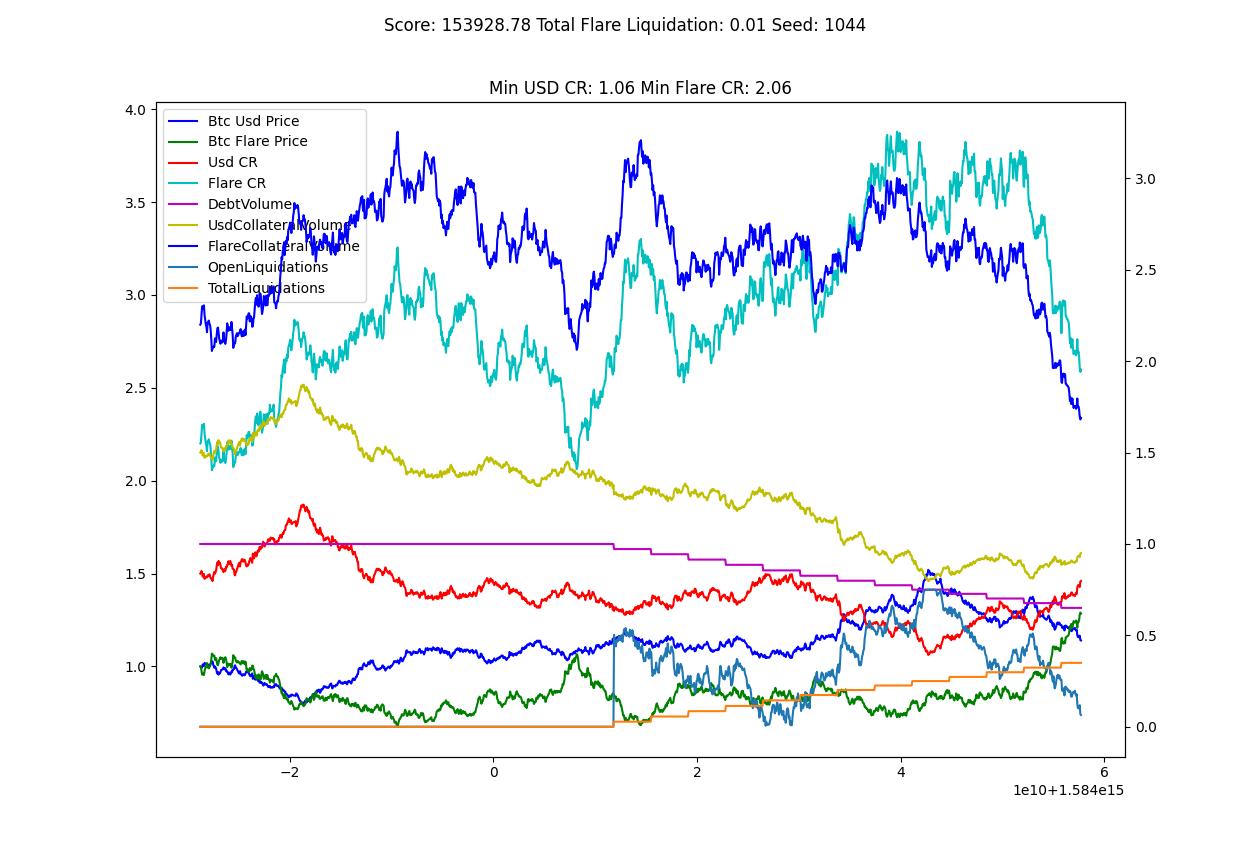 Score: 153928.78 Total Flare Liquidation: 0.01 Seed: 1044
Min USD CR: 1.06 Min Flare CR: 2.06
4.0
3.5
3.0
2.5
2.0
1.5
1.0
Btc Usd Price
Btc Flare Price
Usd CR
Flare CR
DebtVolume
UsdCollateralVolume
FlareCollateralVolume
OpenLiquidations
TotalLiquidations
3.0
2.5
2.0
1.5
1.0
0.5
0.0
−2 0 2 4 6
1e10+1.584e15